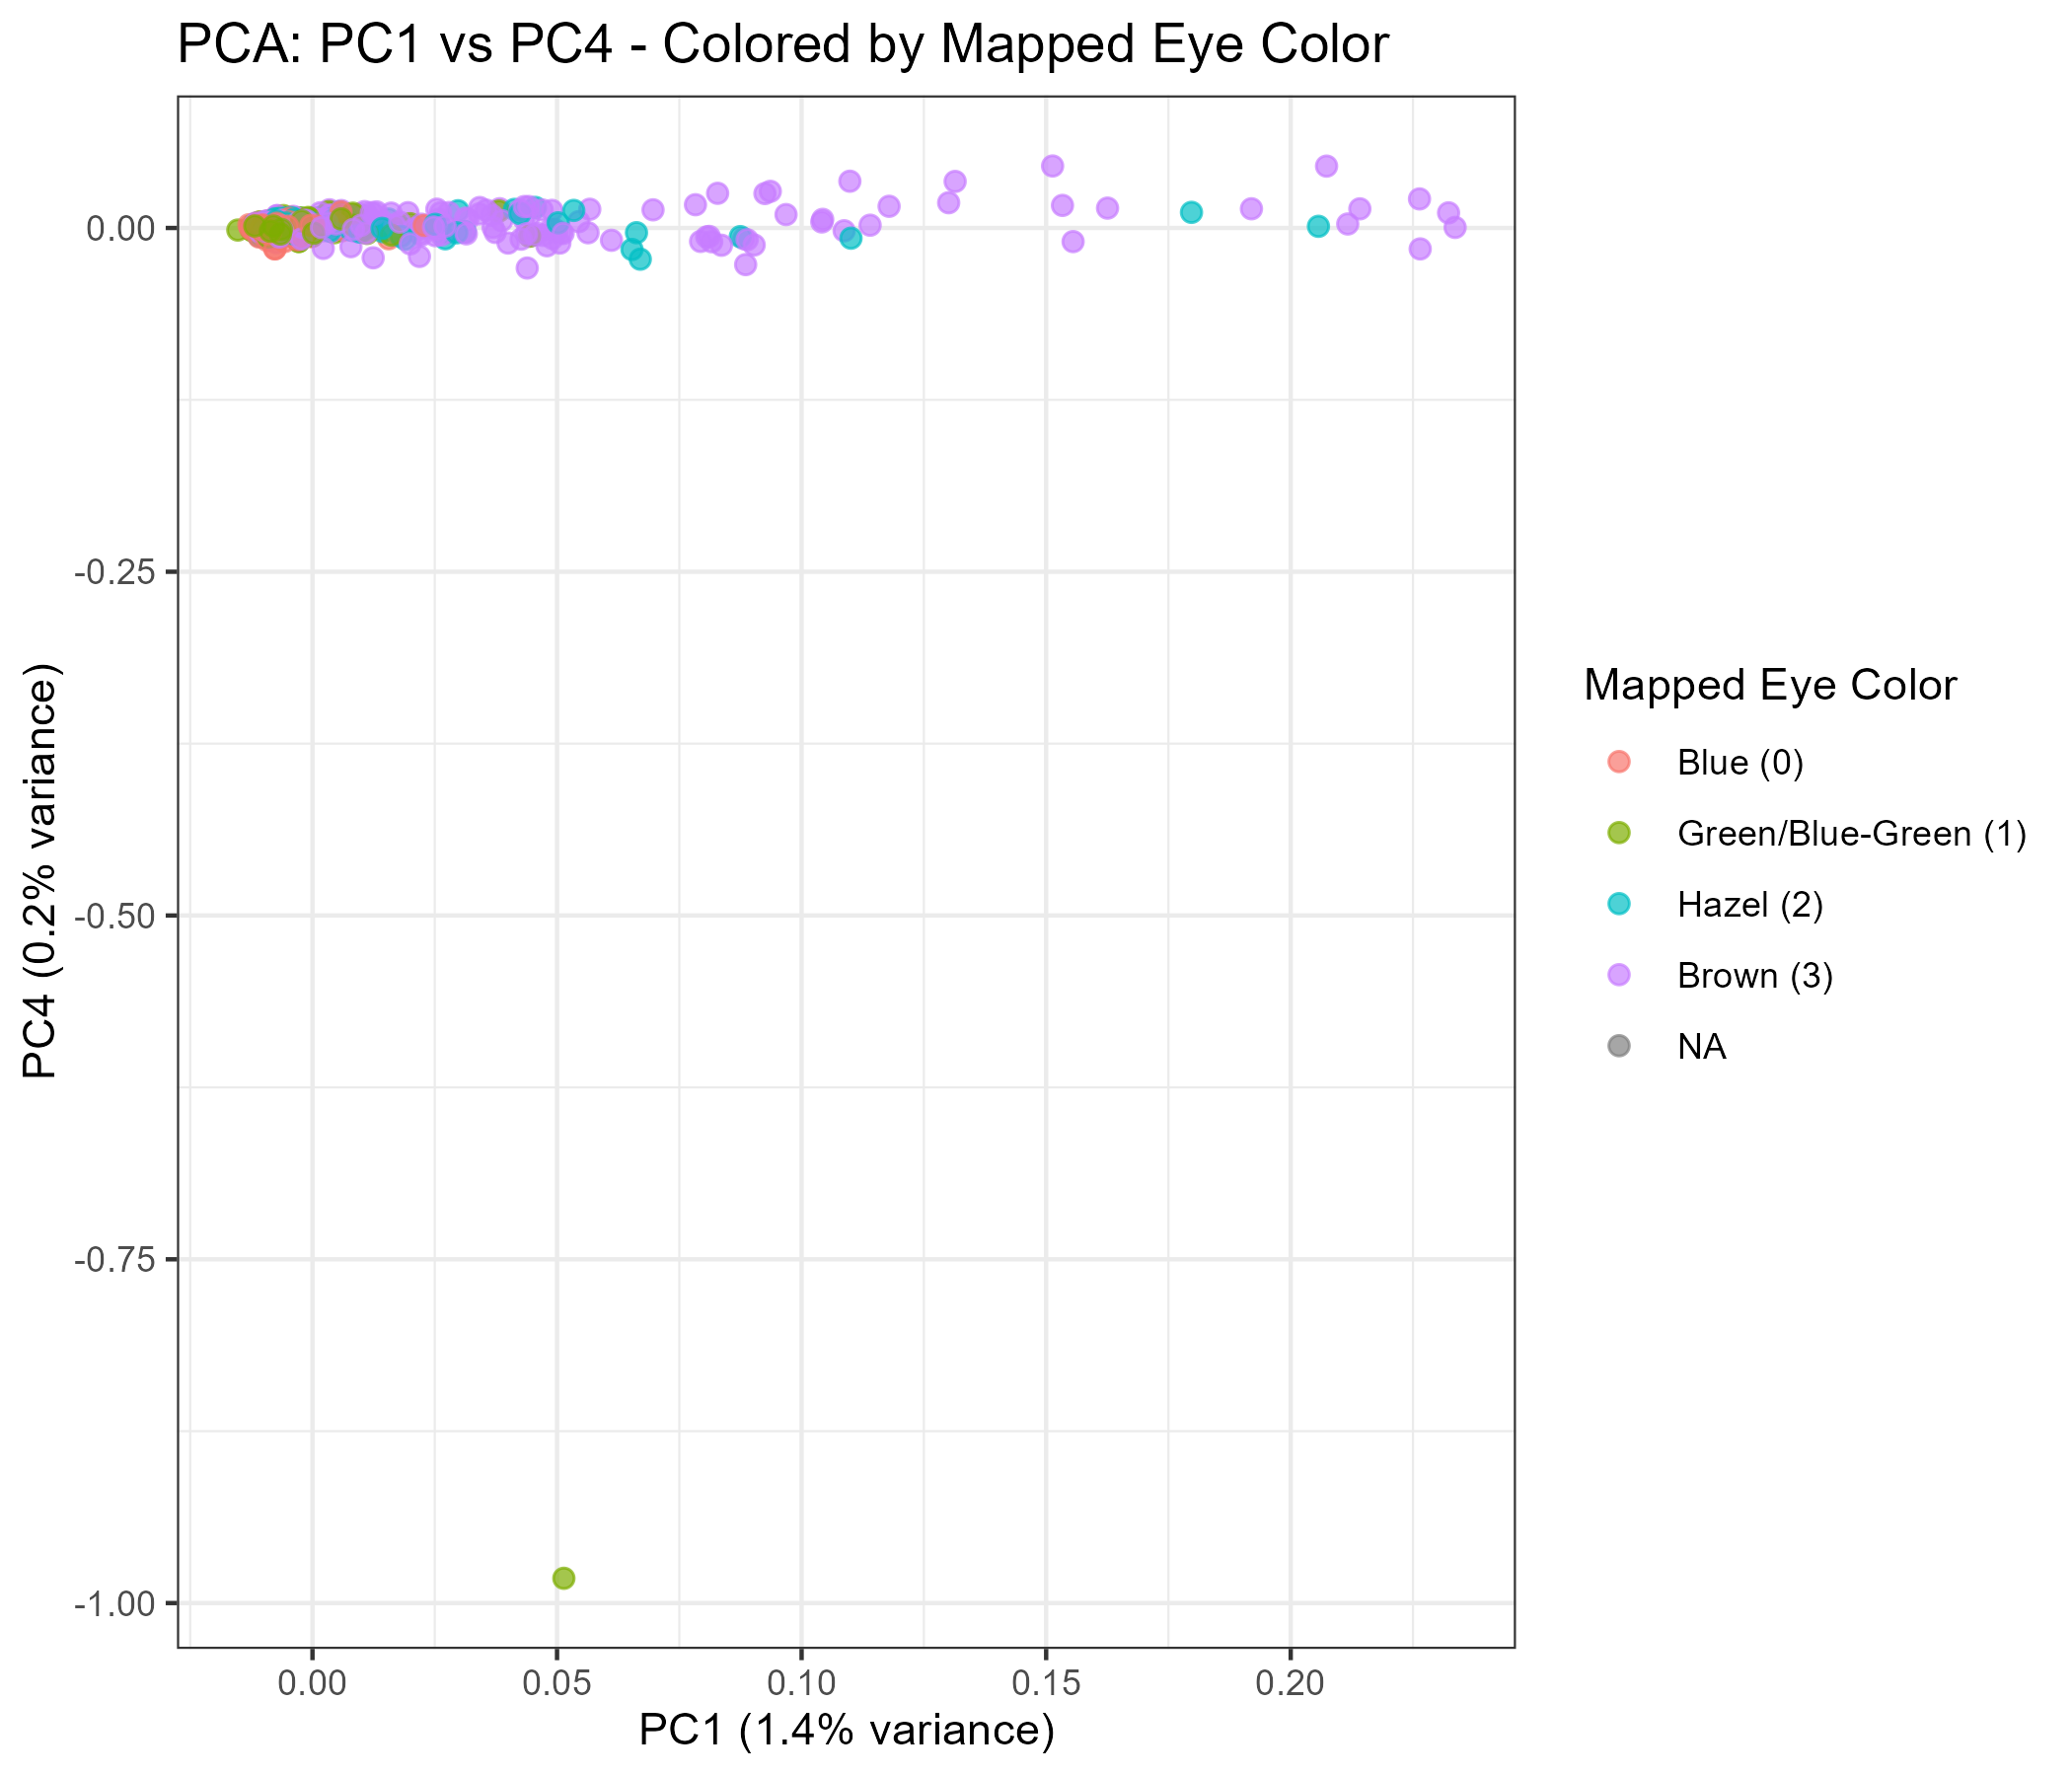 PCA: PC1 vs PC4 - Colored by Mapped Eye Color
PC4 (0.2% variance)
0.00
-0.25
-0.50
-0.75
-1.00
0.00 0.05 0.10 0.15 0.20
PC1 (1.4% variance)
Mapped Eye Color
Blue (0)
Green/Blue-Green (1)
Hazel (2)
Brown (3)
NA